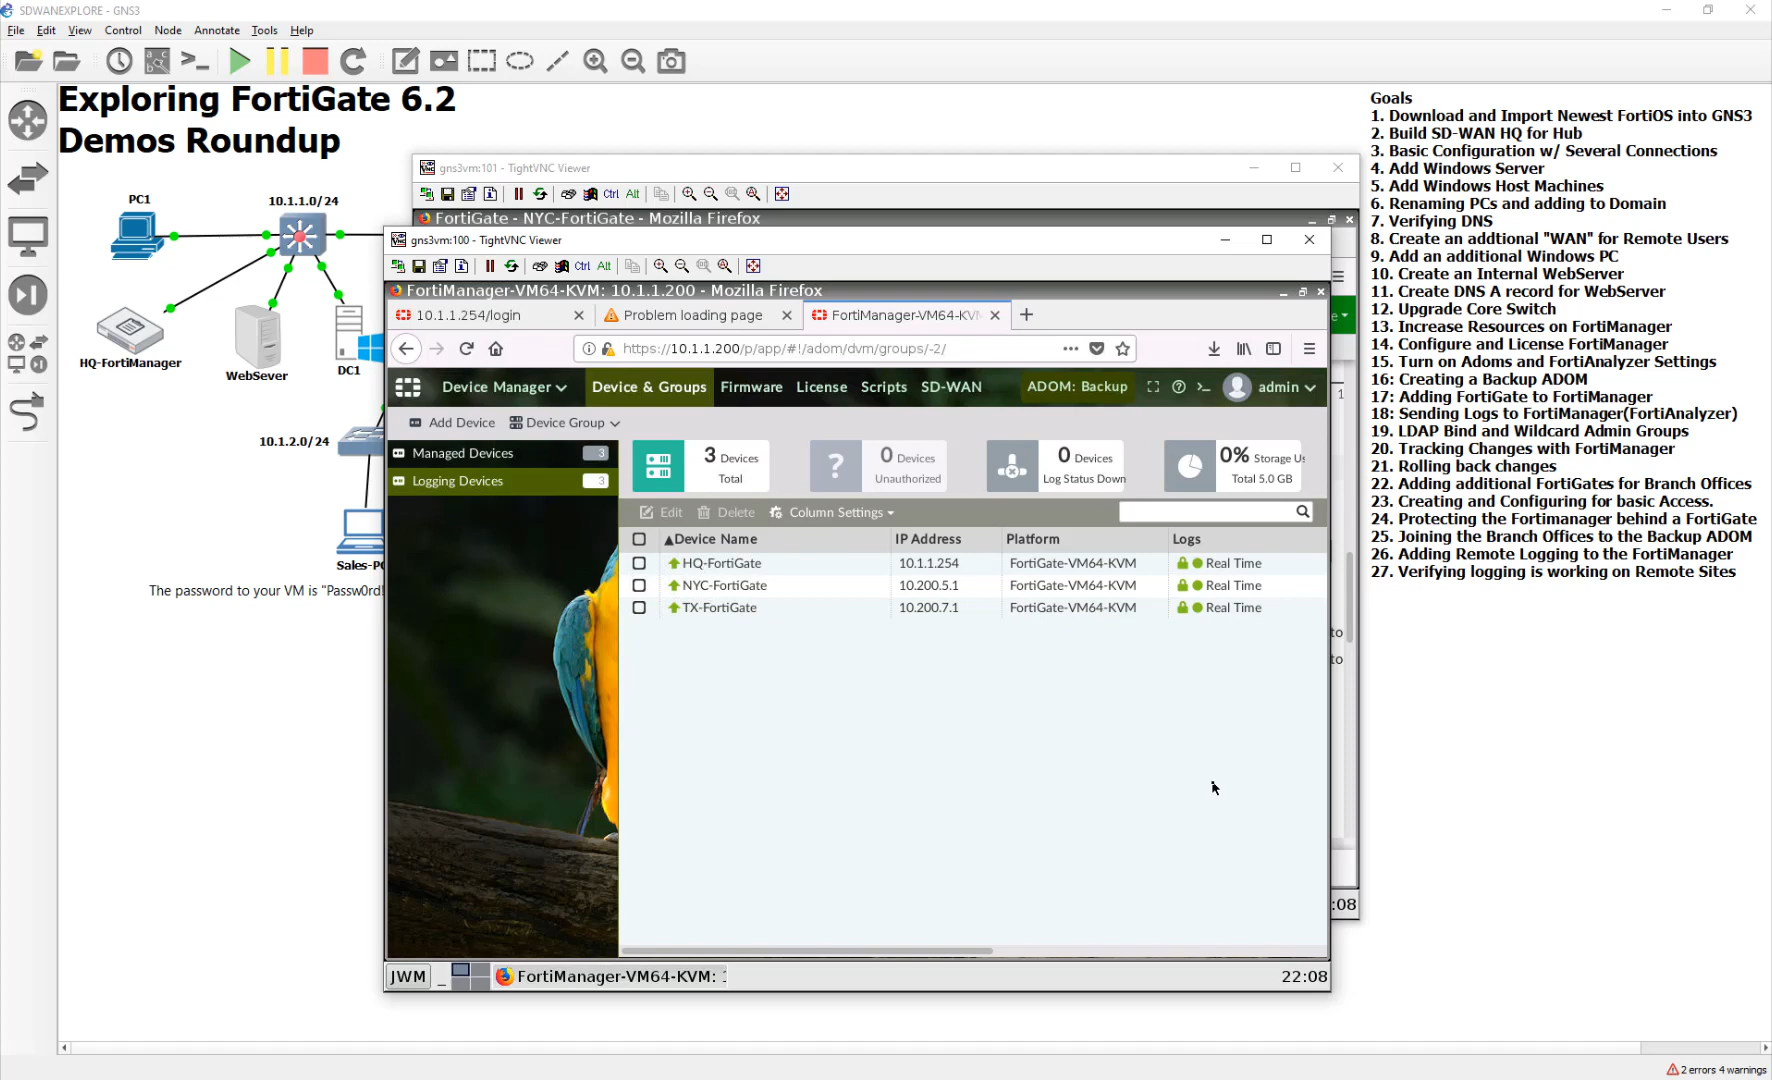 SDWANEXPLORE - GNS3
File Edit View Control Node Annotate Tools Help
Exploring FortiGate 6.2
Demos Roundup
PC1
10.1.1.0/24
HQ-FortiManager
WebSever
DC1
10.1.2.0/24
Sales-PC
The password to your VM is "Passw0rd!
gns3vm:101 - TightVNC Viewer
Ctrl Alt
FortiGate - NYC-FortiGate - Mozilla Firefox
gns3vm:100 - TightVNC Viewer
Ctrl Alt
FortiManager-VM64-KVM: 10.1.1.200 - Mozilla Firefox
10.1.1.254/login
Problem loading page
FortiManager-VM64-KV
https://10.1.1.200/p/app/#!/adom/dvm/groups/-2/
Device Manager Device & Groups Firmware License Scripts SD-WAN ADOM: Backup admin
Add Device Device Group
Managed Devices 3
Logging Devices 3
3 Devices
Total
0 Devices
Unauthorized
0 Devices
Log Status Down
0% Storage Us
Total 5.0 GB
Edit Delete Column Settings
Device Name IP Address Platform Logs
HQ-FortiGate 10.1.1.254 FortiGate-VM64-KVM Real Time
NYC-FortiGate 10.200.5.1 FortiGate-VM64-KVM Real Time
TX-FortiGate 10.200.7.1 FortiGate-VM64-KVM Real Time
JWM
FortiManager-VM64-KVM: 1
22:08
e
1
to
to
:08
Goals
1. Download and Import Newest FortiOS into GNS3
2. Build SD-WAN HQ for Hub
3. Basic Configuration w/ Several Connections
4. Add Windows Server
5. Add Windows Host Machines
6. Renaming PCs and adding to Domain
7. Verifying DNS
8. Create an addtional "WAN" for Remote Users
9. Add an additional Windows PC
10. Create an Internal WebServer
11. Create DNS A record for WebServer
12. Upgrade Core Switch
13. Increase Resources on FortiManager
14. Configure and License FortiManager
15. Turn on Adoms and FortiAnalyzer Settings
16: Creating a Backup ADOM
17: Adding FortiGate to FortiManager
18: Sending Logs to FortiManager(FortiAnalyzer)
19. LDAP Bind and Wildcard Admin Groups
20. Tracking Changes with FortiManager
21. Rolling back changes
22. Adding additional FortiGates for Branch Offices
23. Creating and Configuring for basic Access.
24. Protecting the Fortimanager behind a FortiGate
25. Joining the Branch Offices to the Backup ADOM
26. Adding Remote Logging to the FortiManager
27. Verifying logging is working on Remote Sites
2 errors 4 warnings